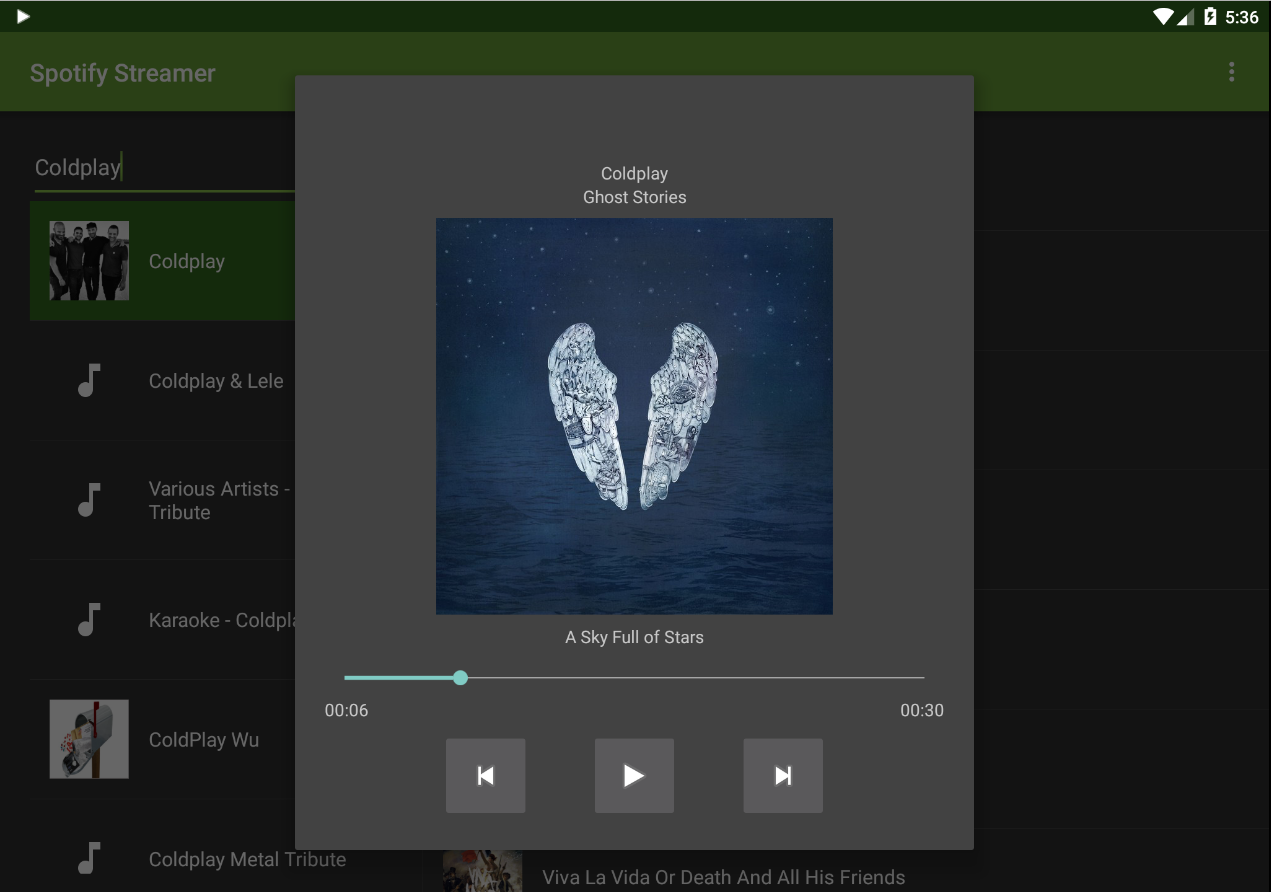 5:36
Spotify Streamer
Coldplay
Coldplay
Coldplay & Lele
Various Artists -
Tribute
Karaoke - Coldpla
ColdPlay Wu
Coldplay Metal Tribute
Coldplay
Ghost Stories
A Sky Full of Stars
00:06
00:30
Viva La Vida Or Death And All His Friends